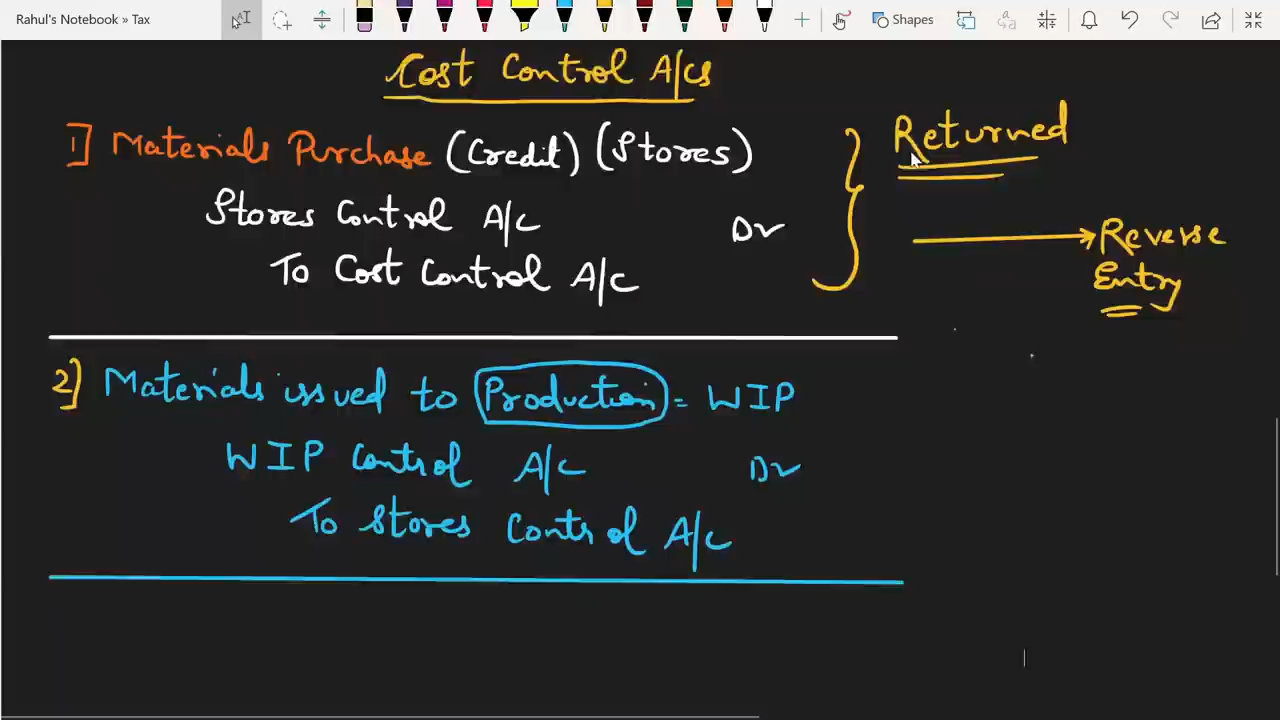 Rahul's Notebook » Tax
Shapes
Cost Control A/cs
1] Materials Purchase (Credit) (Stores)
Returned
Stores Control A/C Dr
To Cost Control A/C
Reverse
Entry
2] Materials issued to Production = WIP
WIP Control A/C Dr
To Stores Control A/C